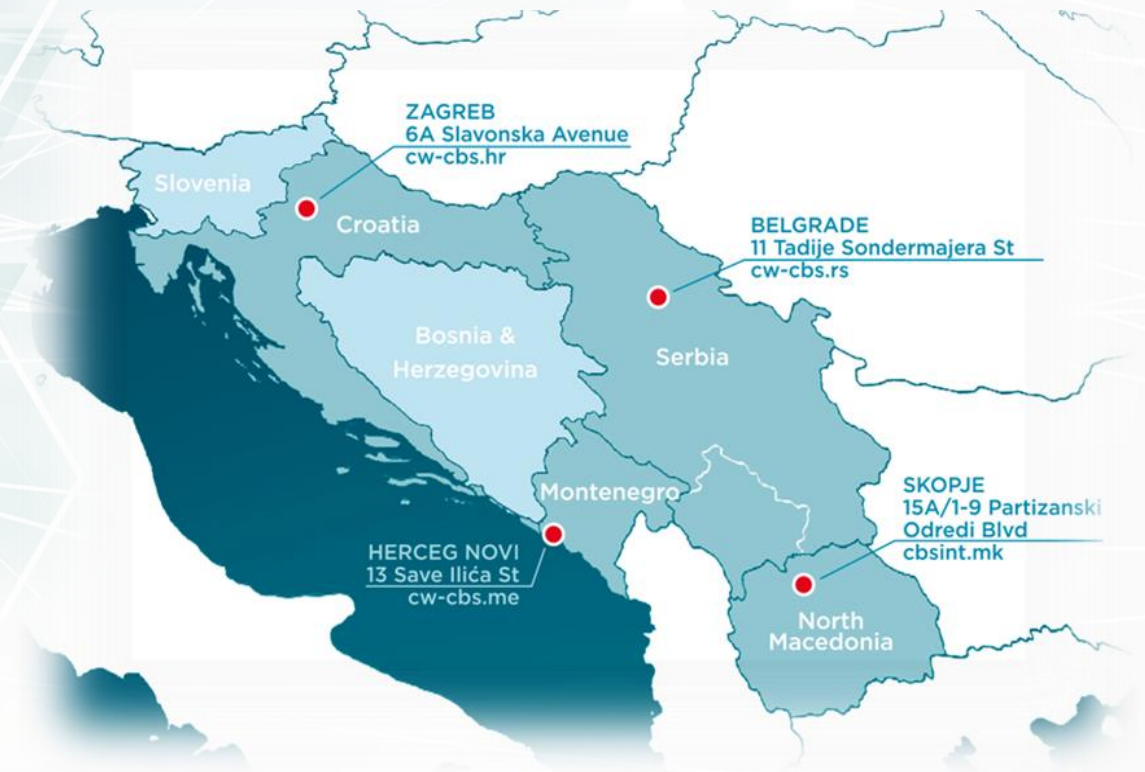 ZAGREB
6A Slavonska Avenue
cw-cbs.hr
Slovenia
Croatia
BELGRADE
11 Tadije Sondermajera St
cw-cbs.rs
Bosnia &
Herzegovina
Serbia
Montenegro
SKOPJE
15A/1-9 Partizanski
Odredi Blvd
cbsint.mk
HERCEG NOVI
13 Save Ilića St
cw-cbs.me
North
Macedonia